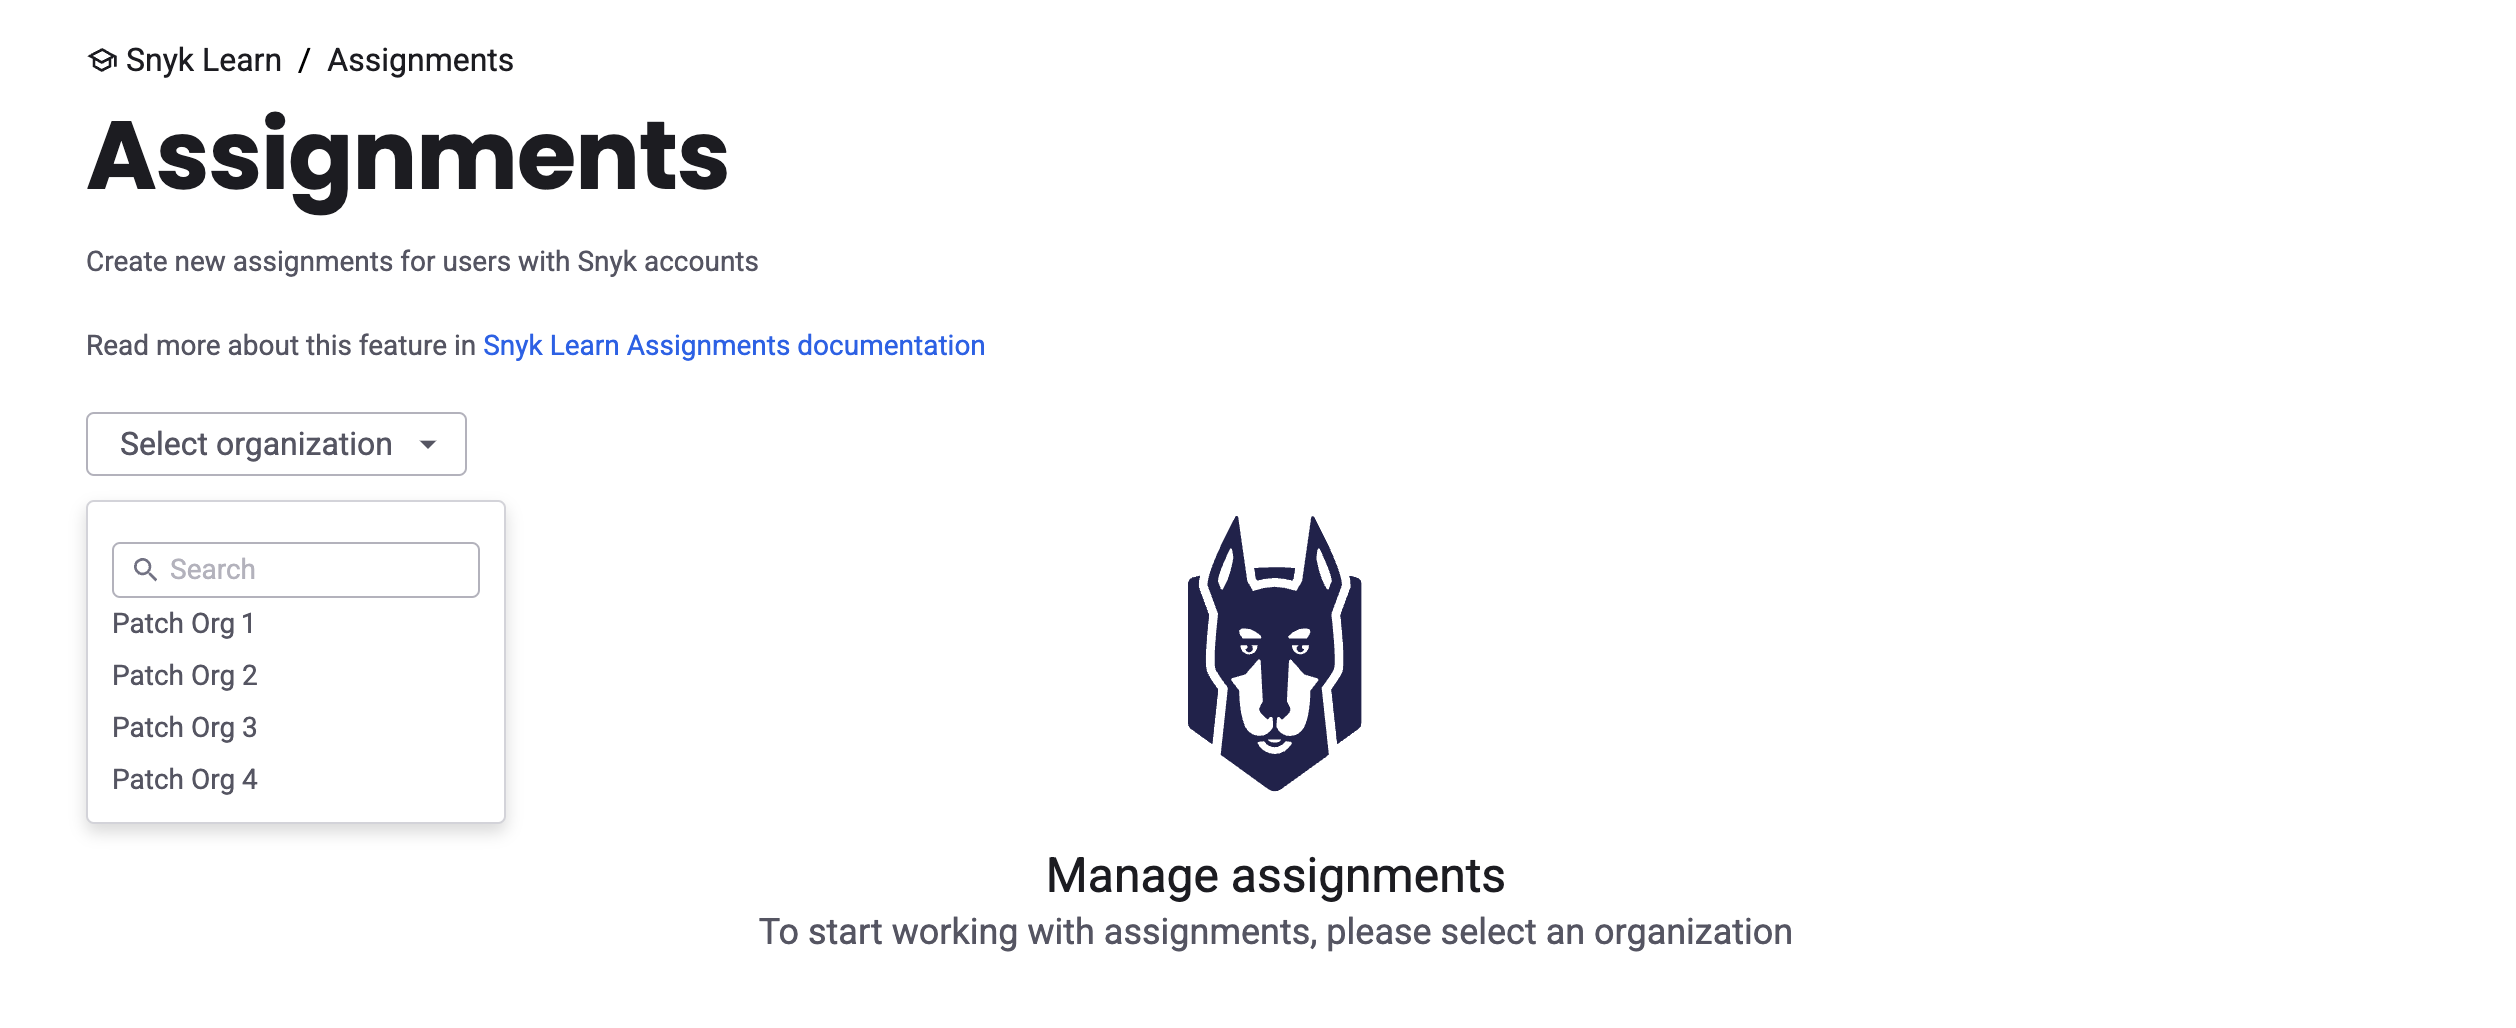 Snyk Learn / Assignments
Assignments
Create new assignments for users with Snyk accounts
Read more about this feature in Snyk Learn Assignments documentation
Select organization
Search
Patch Org 1
Patch Org 2
Patch Org 3
Patch Org 4
Manage assignments
To start working with assignments, please select an organization